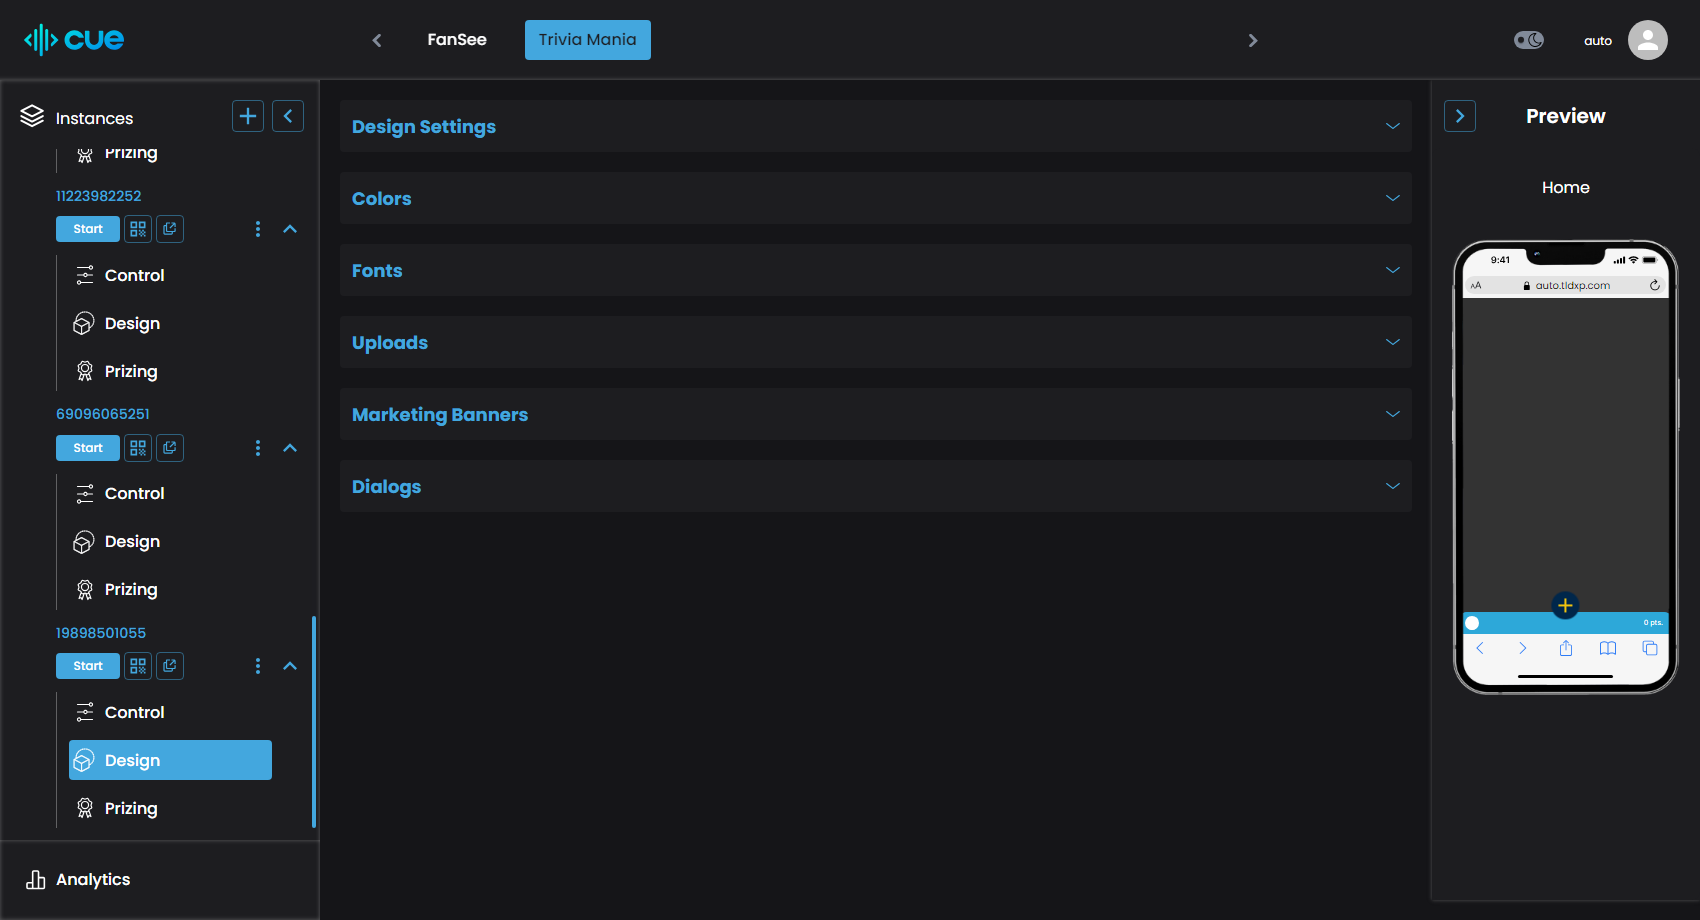 cue
FanSee
Trivia Mania
auto
Instances
Prizing
11223982252
Start
Control
Design
Prizing
69096065251
Start
Control
Design
Prizing
19898501055
Start
Control
Design
Prizing
Analytics
Design Settings
Colors
Fonts
Uploads
Marketing Banners
Dialogs
Preview
Home
9:41
AA
auto.tldxp.com
0 pts.